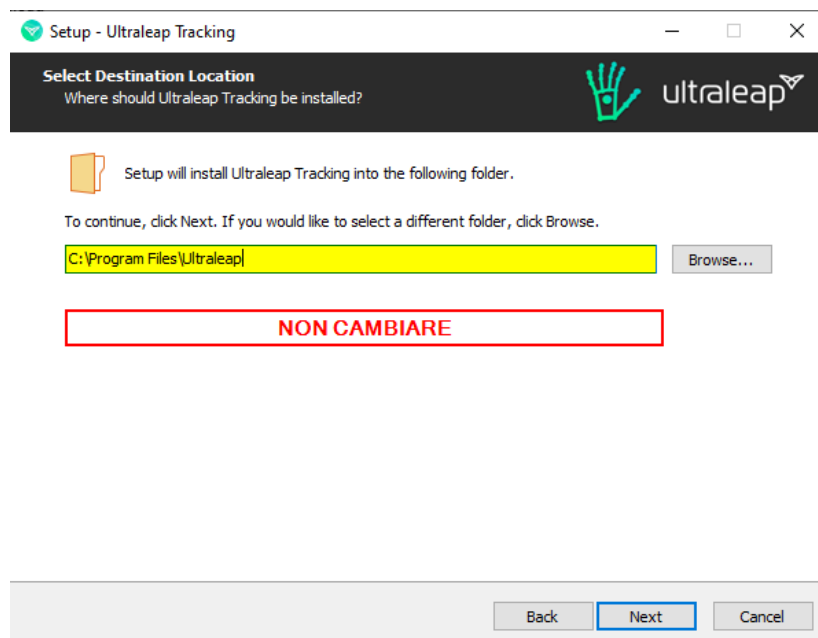 Setup - Ultraleap Tracking
Select Destination Location
Where should Ultraleap Tracking be installed?
ultraleap
Setup will install Ultraleap Tracking into the following folder.
To continue, click Next. If you would like to select a different folder, click Browse.
C:\Program Files\Ultraleap
Browse...
NON CAMBIARE
Back
Next
Cancel